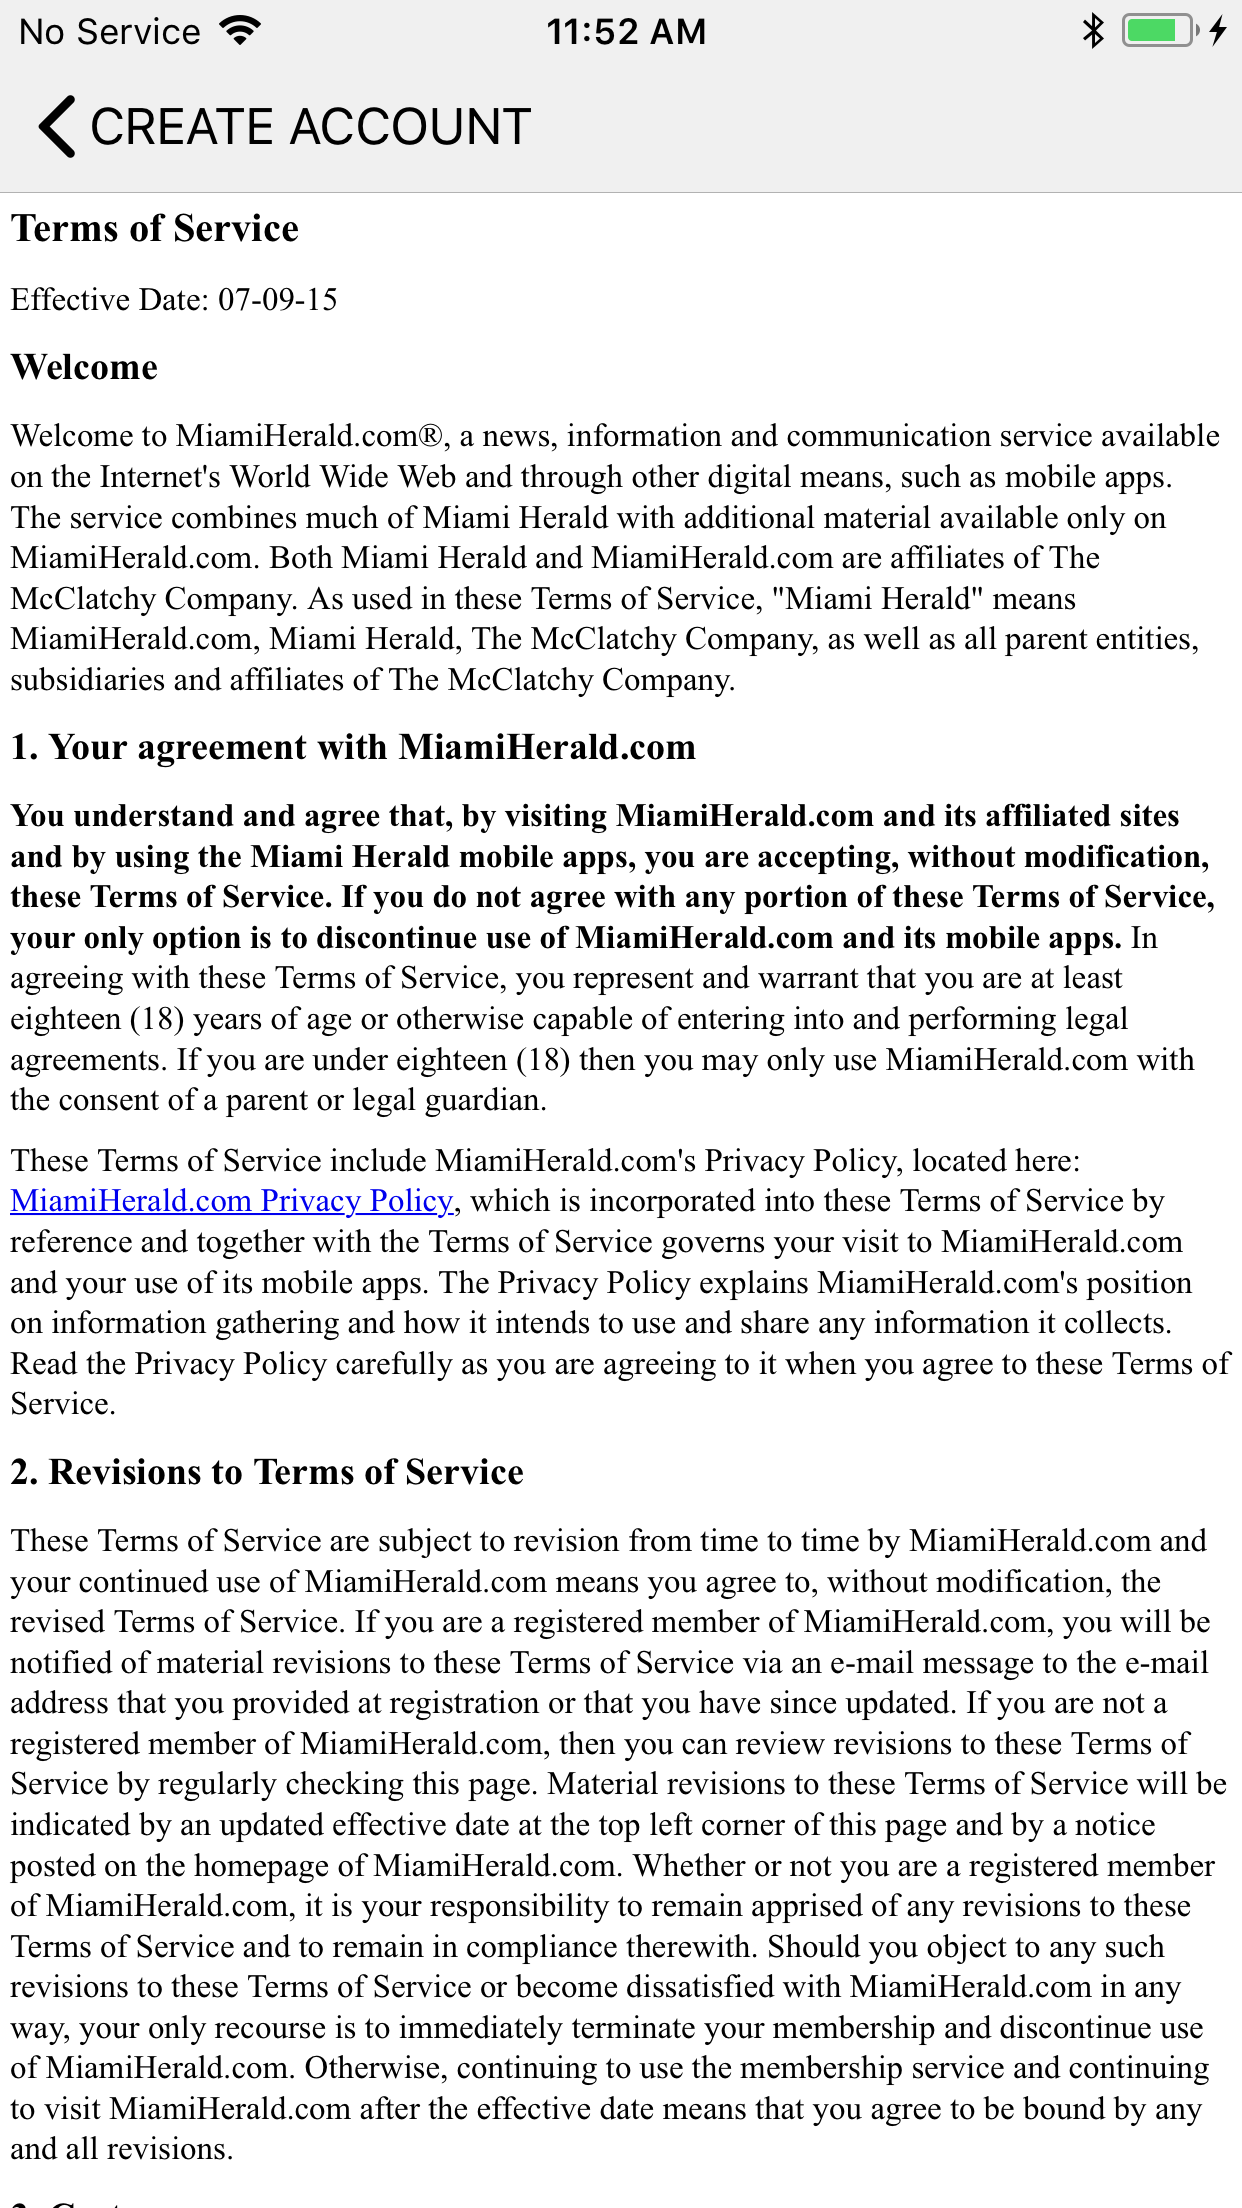 No Service
11:52 AM
CREATE ACCOUNT
Terms of Service
Effective Date: 07-09-15
Welcome
Welcome to MiamiHerald.com®, a news, information and communication service available
on the Internet's World Wide Web and through other digital means, such as mobile apps.
The service combines much of Miami Herald with additional material available only on
MiamiHerald.com. Both Miami Herald and MiamiHerald.com are affiliates of The
McClatchy Company. As used in these Terms of Service, "Miami Herald" means
MiamiHerald.com, Miami Herald, The McClatchy Company, as well as all parent entities,
subsidiaries and affiliates of The McClatchy Company.
1. Your agreement with MiamiHerald.com
You understand and agree that, by visiting MiamiHerald.com and its affiliated sites
and by using the Miami Herald mobile apps, you are accepting, without modification,
these Terms of Service. If you do not agree with any portion of these Terms of Service,
your only option is to discontinue use of MiamiHerald.com and its mobile apps. In
agreeing with these Terms of Service, you represent and warrant that you are at least
eighteen (18) years of age or otherwise capable of entering into and performing legal
agreements. If you are under eighteen (18) then you may only use MiamiHerald.com with
the consent of a parent or legal guardian.
These Terms of Service include MiamiHerald.com's Privacy Policy, located here:
MiamiHerald.com Privacy Policy, which is incorporated into these Terms of Service by
reference and together with the Terms of Service governs your visit to MiamiHerald.com
and your use of its mobile apps. The Privacy Policy explains MiamiHerald.com's position
on information gathering and how it intends to use and share any information it collects.
Read the Privacy Policy carefully as you are agreeing to it when you agree to these Terms of
Service.
2. Revisions to Terms of Service
These Terms of Service are subject to revision from time to time by MiamiHerald.com and
your continued use of MiamiHerald.com means you agree to, without modification, the
revised Terms of Service. If you are a registered member of MiamiHerald.com, you will be
notified of material revisions to these Terms of Service via an e-mail message to the e-mail
address that you provided at registration or that you have since updated. If you are not a
registered member of MiamiHerald.com, then you can review revisions to these Terms of
Service by regularly checking this page. Material revisions to these Terms of Service will be
indicated by an updated effective date at the top left corner of this page and by a notice
posted on the homepage of MiamiHerald.com. Whether or not you are a registered member
of MiamiHerald.com, it is your responsibility to remain apprised of any revisions to these
Terms of Service and to remain in compliance therewith. Should you object to any such
revisions to these Terms of Service or become dissatisfied with MiamiHerald.com in any
way, your only recourse is to immediately terminate your membership and discontinue use
of MiamiHerald.com. Otherwise, continuing to use the membership service and continuing
to visit MiamiHerald.com after the effective date means that you agree to be bound by any
and all revisions.